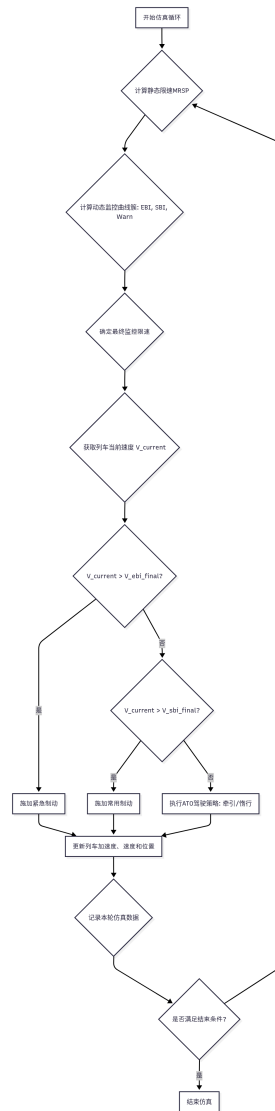 开始仿真循环
计算静态限速MRSP
计算动态监控曲线簇: EBI, SBI,
Warn
确定最终监控限速
获取列车当前速度 V_current
V_current > V_ebi_final?
否
V_current > V_sbi_final?
是
是
否
施加紧急制动
施加常用制动
执行ATO驾驶策略: 牵引/惰行
更新列车加速度、速度和位置
记录本轮仿真数据
是否满足结束条件?
是
结束仿真